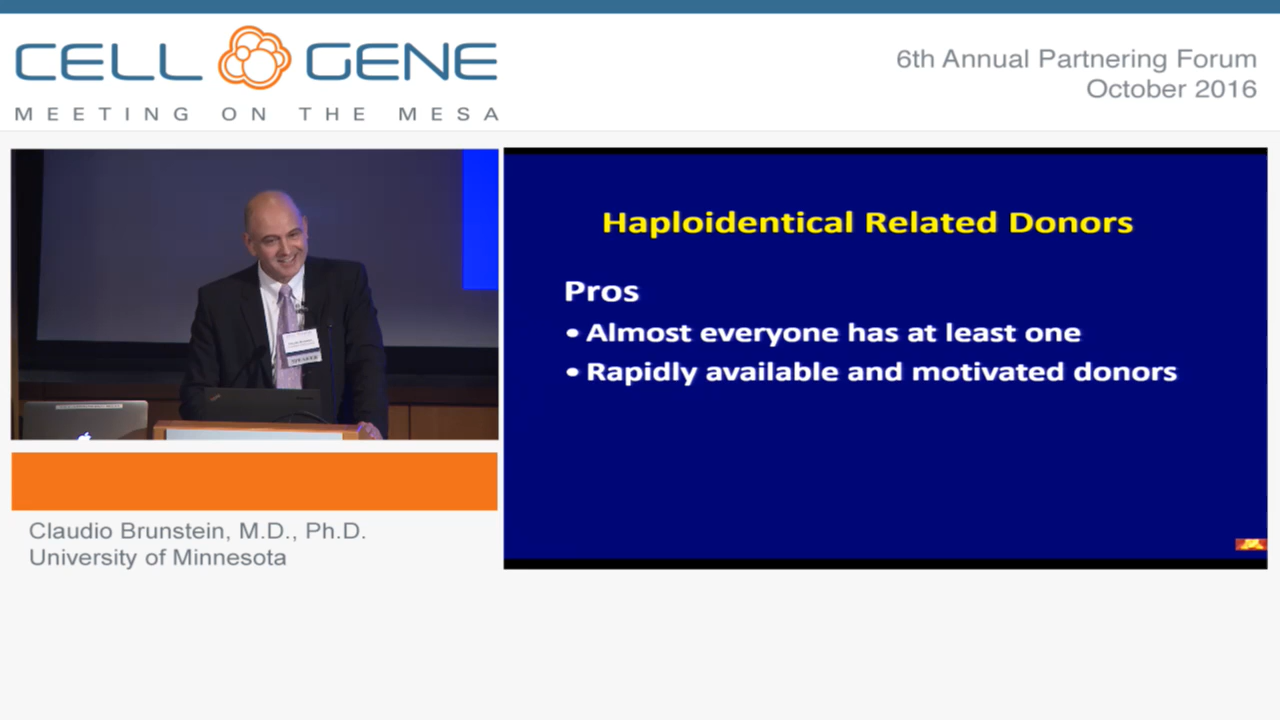 CELL GENE
MEETING ON THE MESA
6th Annual Partnering Forum
October 2016
Haploidentical Related Donors
Pros
• Almost everyone has at least one
• Rapidly available and motivated donors
Claudio Brunstein, M.D., Ph.D.
University of Minnesota